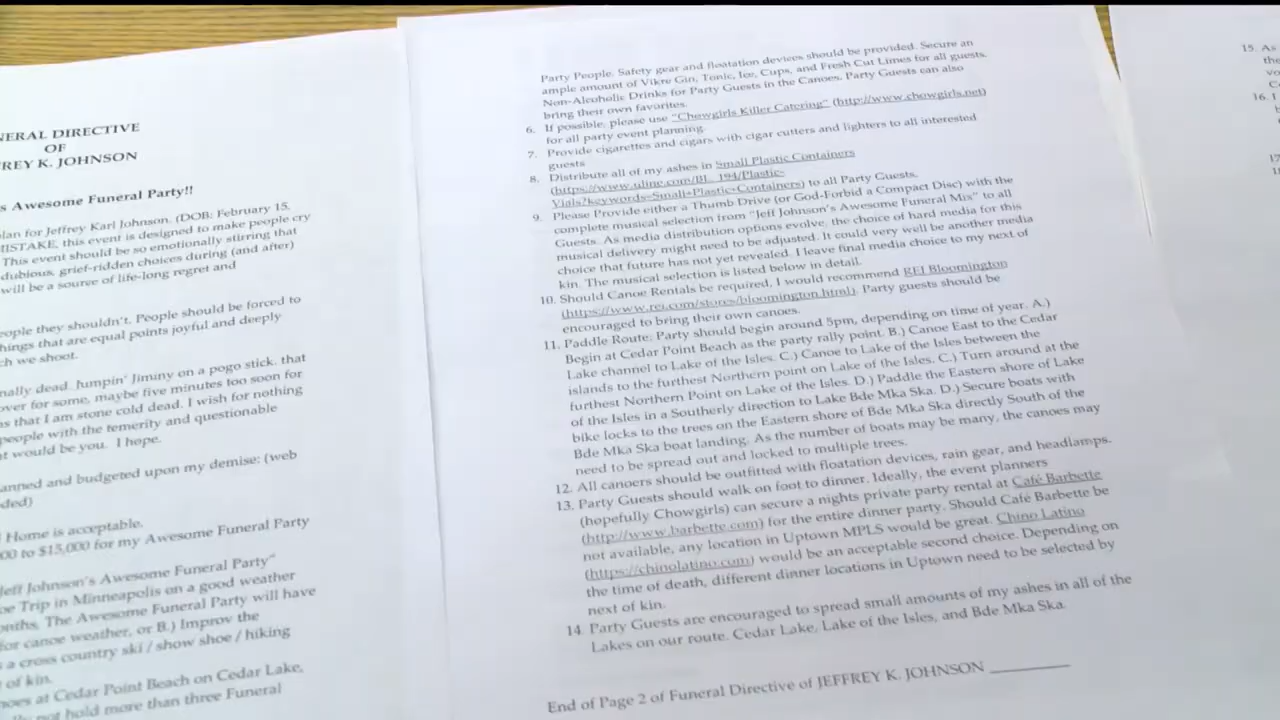 NERAL DIRECTIVE
OF
FREY K. JOHNSON
s Awesome Funeral Party!!
lan for Jeffrey Karl Johnson. (DOB: February 15,
MISTAKE, this event is designed to make people cry
This event should be so emotionally stirring that
dubious, grief-ridden choices during (and after)
will be a source of life-long regret and
eople they shouldn't. People should be forced to
hings that are equal points joyful and deeply
ch we shoot.
nally dead. Jumpin' Jiminy on a pogo stick, that
over for some, maybe five minutes too soon for
s that I am stone cold dead. I wish for nothing
people with the temerity and questionable
t would be you. I hope.
anned and budgeted upon my demise: (web
ded)
Home is acceptable.
00 to $15,000 for my Awesome Funeral Party
Jeff Johnson's Awesome Funeral Party"
oe Trip in Minneapolis on a good weather
onths. The Awesome Funeral Party will have
for canoe weather, or B.) Improv the
s a cross country ski / show shoe / hiking
of kin.
noes at Cedar Point Beach on Cedar Lake,
lly not hold more than three Funeral
Party People. Safety gear and floatation devices should be provided. Secure an
ample amount of Vikre Gin, Tonic, Ice, Cups, and Fresh Cut Limes for all guests.
Non-Alcoholic Drinks for Party Guests in the Canoes. Party Guests can also
bring their own favorites.
6. If possible, please use "Chowgirls Killer Catering" (http://www.chowgirls.net)
for all party event planning.
7. Provide cigarettes and cigars with cigar cutters and lighters to all interested
guests
8. Distribute all of my ashes in Small Plastic Containers
(https://www.uline.com/BL_194/Plastic-
Vials?keywords=Small+Plastic+Containers) to all Party Guests.
9. Please Provide either a Thumb Drive (or God-Forbid a Compact Disc) with the
complete musical selection from "Jeff Johnson's Awesome Funeral Mix" to all
Guests. As media distribution options evolve, the choice of hard media for this
musical delivery might need to be adjusted. It could very well be another media
choice that future has not yet revealed. I leave final media choice to my next of
kin. The musical selection is listed below in detail.
10. Should Canoe Rentals be required, I would recommend REI Bloomington
(https://www.rei.com/stores/bloomington.html). Party guests should be
encouraged to bring their own canoes.
11. Paddle Route: Party should begin around 5pm, depending on time of year. A.)
Begin at Cedar Point Beach as the party rally point. B.) Canoe East to the Cedar
Lake channel to Lake of the Isles. C.) Canoe to Lake of the Isles between the
islands to the furthest Northern point on Lake of the Isles. C.) Turn around at the
furthest Northern Point on Lake of the Isles. D.) Paddle the Eastern shore of Lake
of the Isles in a Southerly direction to Lake Bde Mka Ska. D.) Secure boats with
bike locks to the trees on the Eastern shore of Bde Mka Ska directly South of the
Bde Mka Ska boat landing. As the number of boats may be many, the canoes may
need to be spread out and locked to multiple trees.
12. All canoers should be outfitted with floatation devices, rain gear, and headlamps.
13. Party Guests should walk on foot to dinner. Ideally, the event planners
(hopefully Chowgirls) can secure a nights private party rental at Café Barbette
(http://www.barbette.com) for the entire dinner party. Should Café Barbette be
not available, any location in Uptown MPLS would be great. Chino Latino
(https://chinolatino.com) would be an acceptable second choice. Depending on
the time of death, different dinner locations in Uptown need to be selected by
next of kin.
14. Party Guests are encouraged to spread small amounts of my ashes in all of the
Lakes on our route. Cedar Lake, Lake of the Isles, and Bde Mka Ska.
End of Page 2 of Funeral Directive of JEFFREY K. JOHNSON ________
15. As
the
vo
C
16. I
17